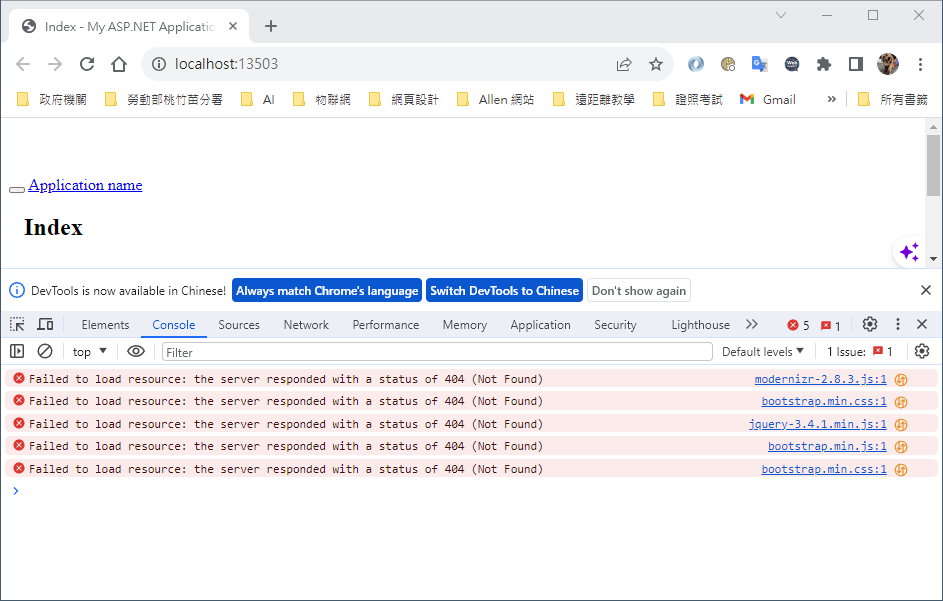 Index - My ASP.NET Applicatio
localhost:13503
政府機關 勞動部桃竹苗分署 AI 物聯網 網頁設計 Allen 網站 遠距離教學 證照考試 Gmail » 所有書籤
Application name
Index
DevTools is now available in Chinese! Always match Chrome's language Switch DevTools to Chinese Don't show again
Elements Console Sources Network Performance Memory Application Security Lighthouse 5 1
top Filter Default levels 1 Issue: 1
Failed to load resource: the server responded with a status of 404 (Not Found) modernizr-2.8.3.js:1
Failed to load resource: the server responded with a status of 404 (Not Found) bootstrap.min.css:1
Failed to load resource: the server responded with a status of 404 (Not Found) jquery-3.4.1.min.js:1
Failed to load resource: the server responded with a status of 404 (Not Found) bootstrap.min.js:1
Failed to load resource: the server responded with a status of 404 (Not Found) bootstrap.min.css:1